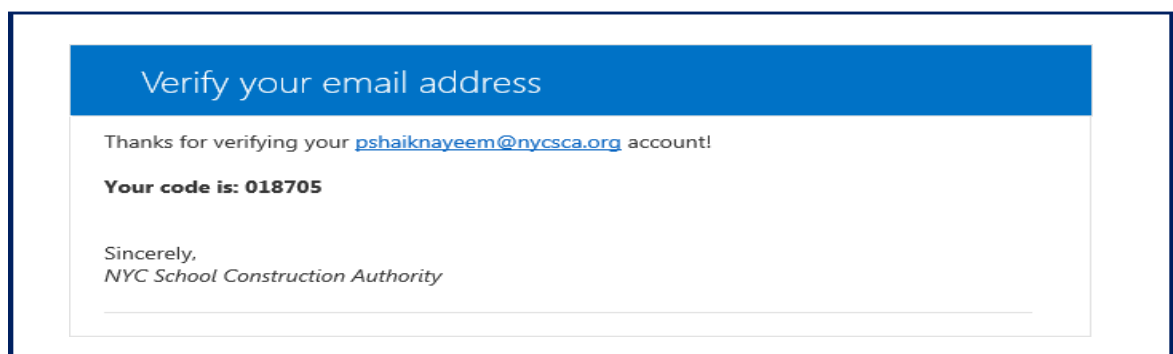 Verify your email address
Thanks for verifying your pshaiknayeem@nycsca.org account!
Your code is: 018705
Sincerely,
NYC School Construction Authority